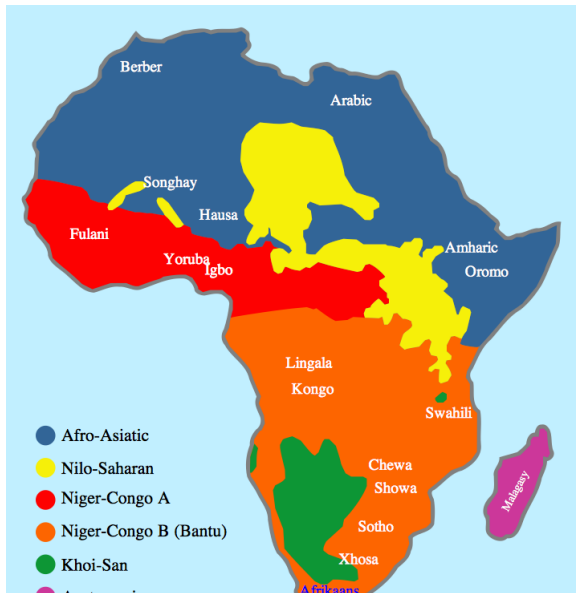 Berber
Arabic
Songhay
Hausa
Fulani
Yoruba
Igbo
Amharic
Oromo
Lingala
Kongo
Swahili
Afro-Asiatic
Nilo-Saharan
Niger-Congo A
Niger-Congo B (Bantu)
Khoi-San
Chewa
Showa
Sotho
Xhosa
Afrikaans
Malagasy